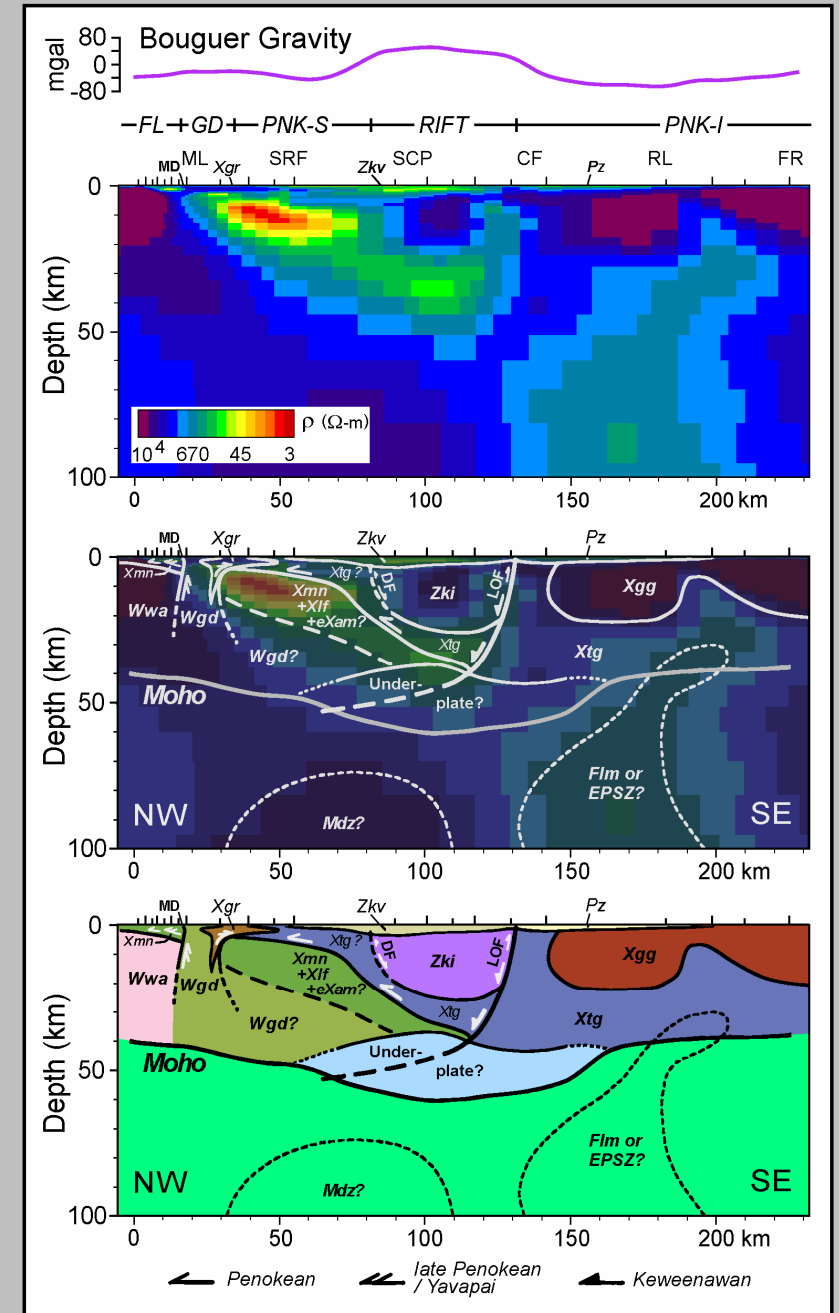 Bouguer Gravity
mgal
80
0
-80
FL GD PNK-S RIFT PNK-I
MD ML Xgr SRF Zkv SCP CF Pz RL FR
Depth (km)
0
50
100
ρ (Ω-m)
10⁴ 670 45 3
0 50 100 150 200 km
MD Xgr Zkv Pz
Depth (km)
0
50
100
Xmn
Wwa
Wgd
Xmn
+Xlf
+eXam?
Xtg?
DF
Zki
LOF
Xgg
Wgd?
Xtg
Xtg
Moho
Under-
plate?
Flm or
EPSZ?
NW
Mdz?
SE
0 50 100 150 200 km
MD Xgr Zkv Pz
Depth (km)
0
50
100
Xmn
Wwa
Wgd
Xmn
+Xlf
+eXam?
Xtg?
DF
Zki
LOF
Xgg
Wgd?
Xtg
Xtg
Moho
Under-
plate?
Flm or
EPSZ?
NW
Mdz?
SE
0 50 100 150 200 km
Penokean
late Penokean
/ Yavapai
Keweenawan